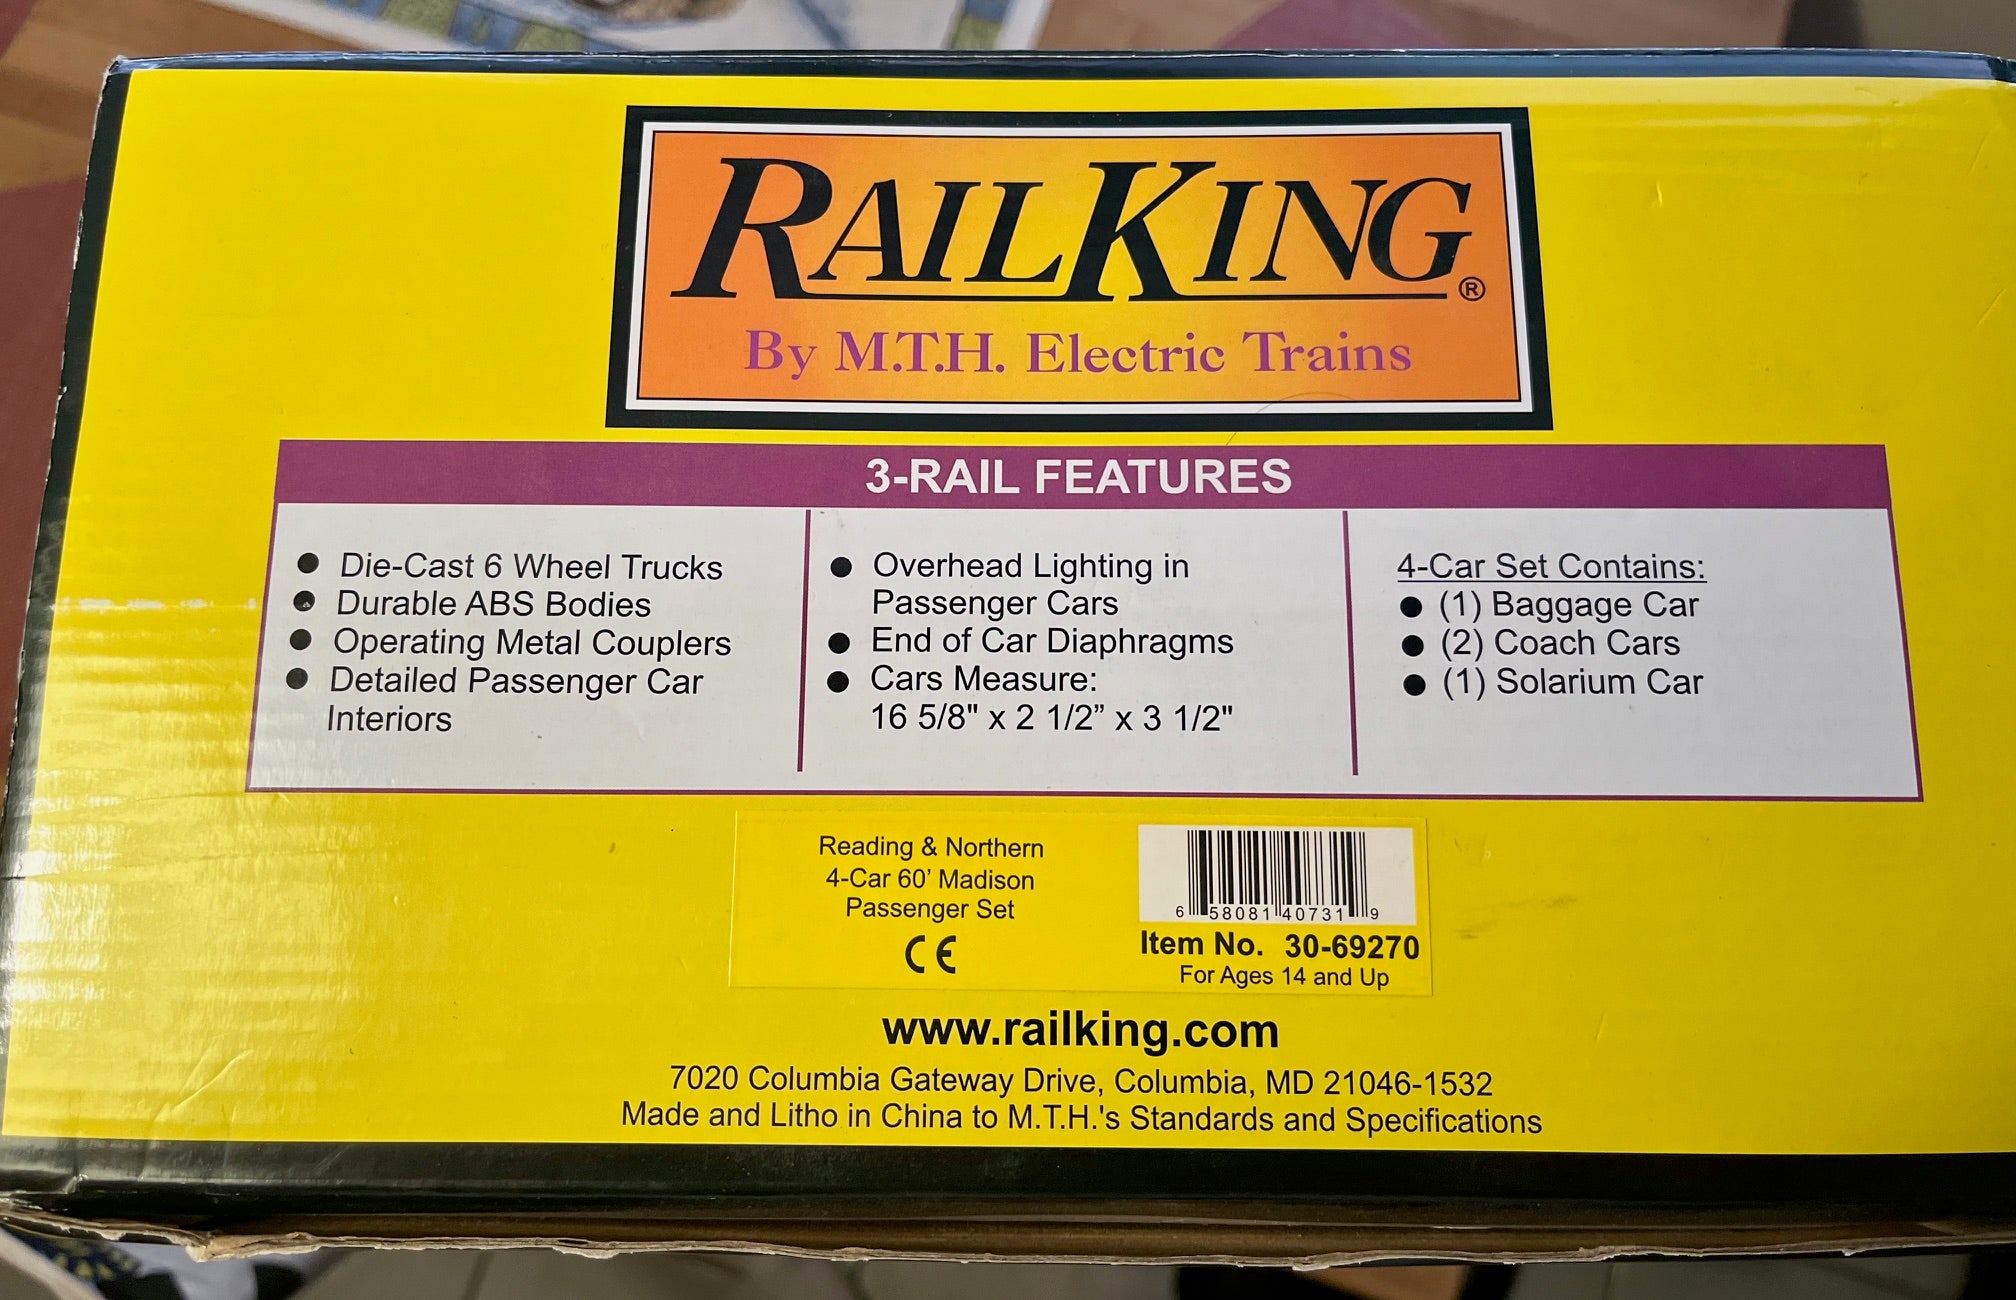 RAILKING®
By M.T.H. Electric Trains
3-RAIL FEATURES
● Die-Cast 6 Wheel Trucks
● Durable ABS Bodies
● Operating Metal Couplers
● Detailed Passenger Car
Interiors
● Overhead Lighting in
Passenger Cars
● End of Car Diaphragms
● Cars Measure:
16 5/8" x 2 1/2” x 3 1/2"
4-Car Set Contains:
● (1) Baggage Car
● (2) Coach Cars
● (1) Solarium Car
Reading & Northern
4-Car 60’ Madison
Passenger Set
CE
6 58081 40731 9
Item No. 30-69270
For Ages 14 and Up
www.railking.com
7020 Columbia Gateway Drive, Columbia, MD 21046-1532
Made and Litho in China to M.T.H.'s Standards and Specifications